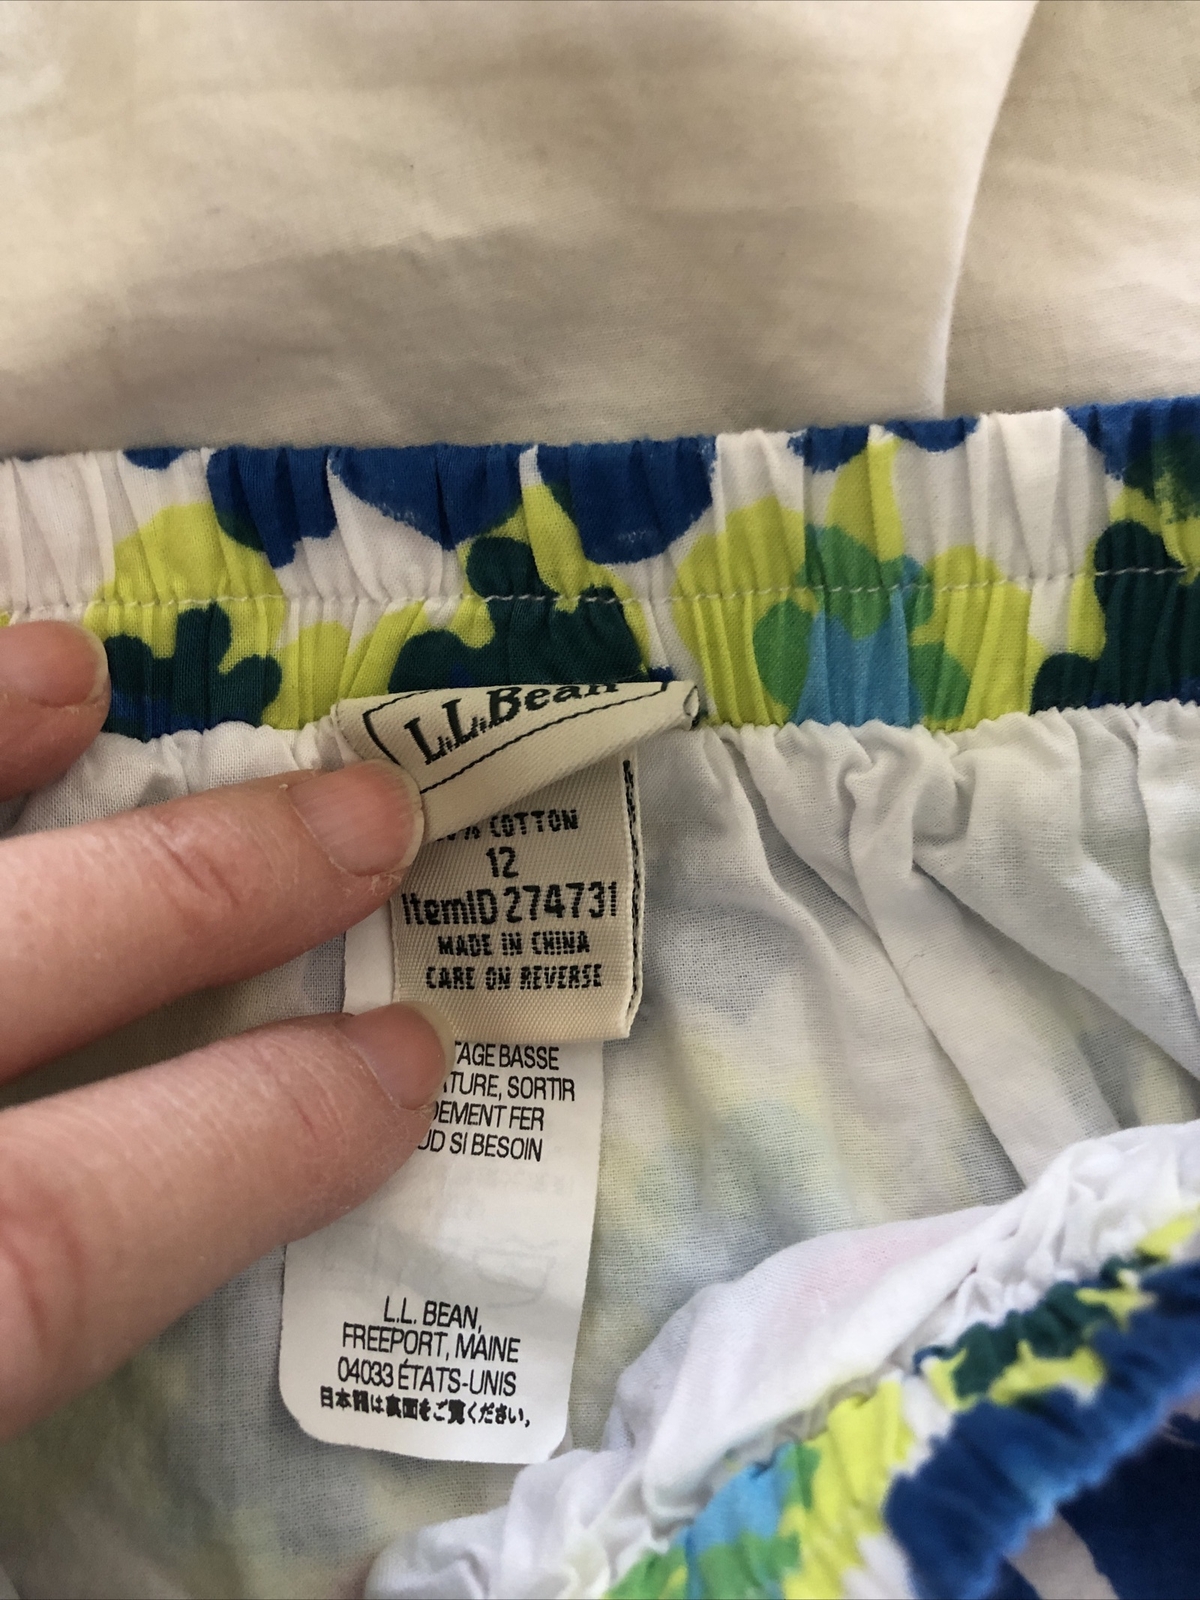 L.L.Bean
% COTTON
12
ItemID 274731
MADE IN CHINA
CARE ON REVERSE
TAGE BASSE
TURE, SORTIR
DEMENT FER
UD SI BESOIN
L.L. BEAN,
FREEPORT, MAINE
04033 ÉTATS-UNIS
日本語は裏面をご覧ください。